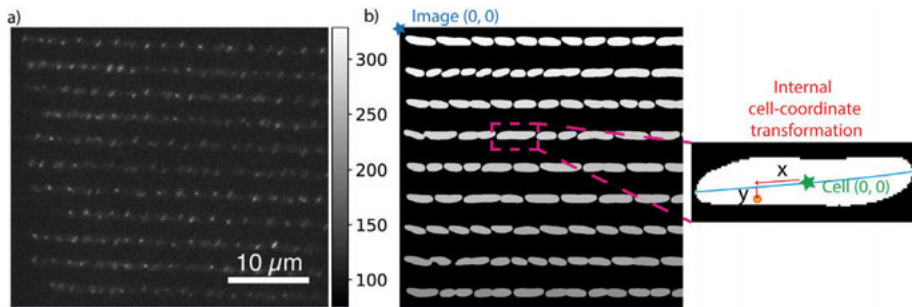 a)
10 μm
300
250
200
150
100
b)
Image (0, 0)
Internal
cell-coordinate
transformation
x
y
Cell (0, 0)